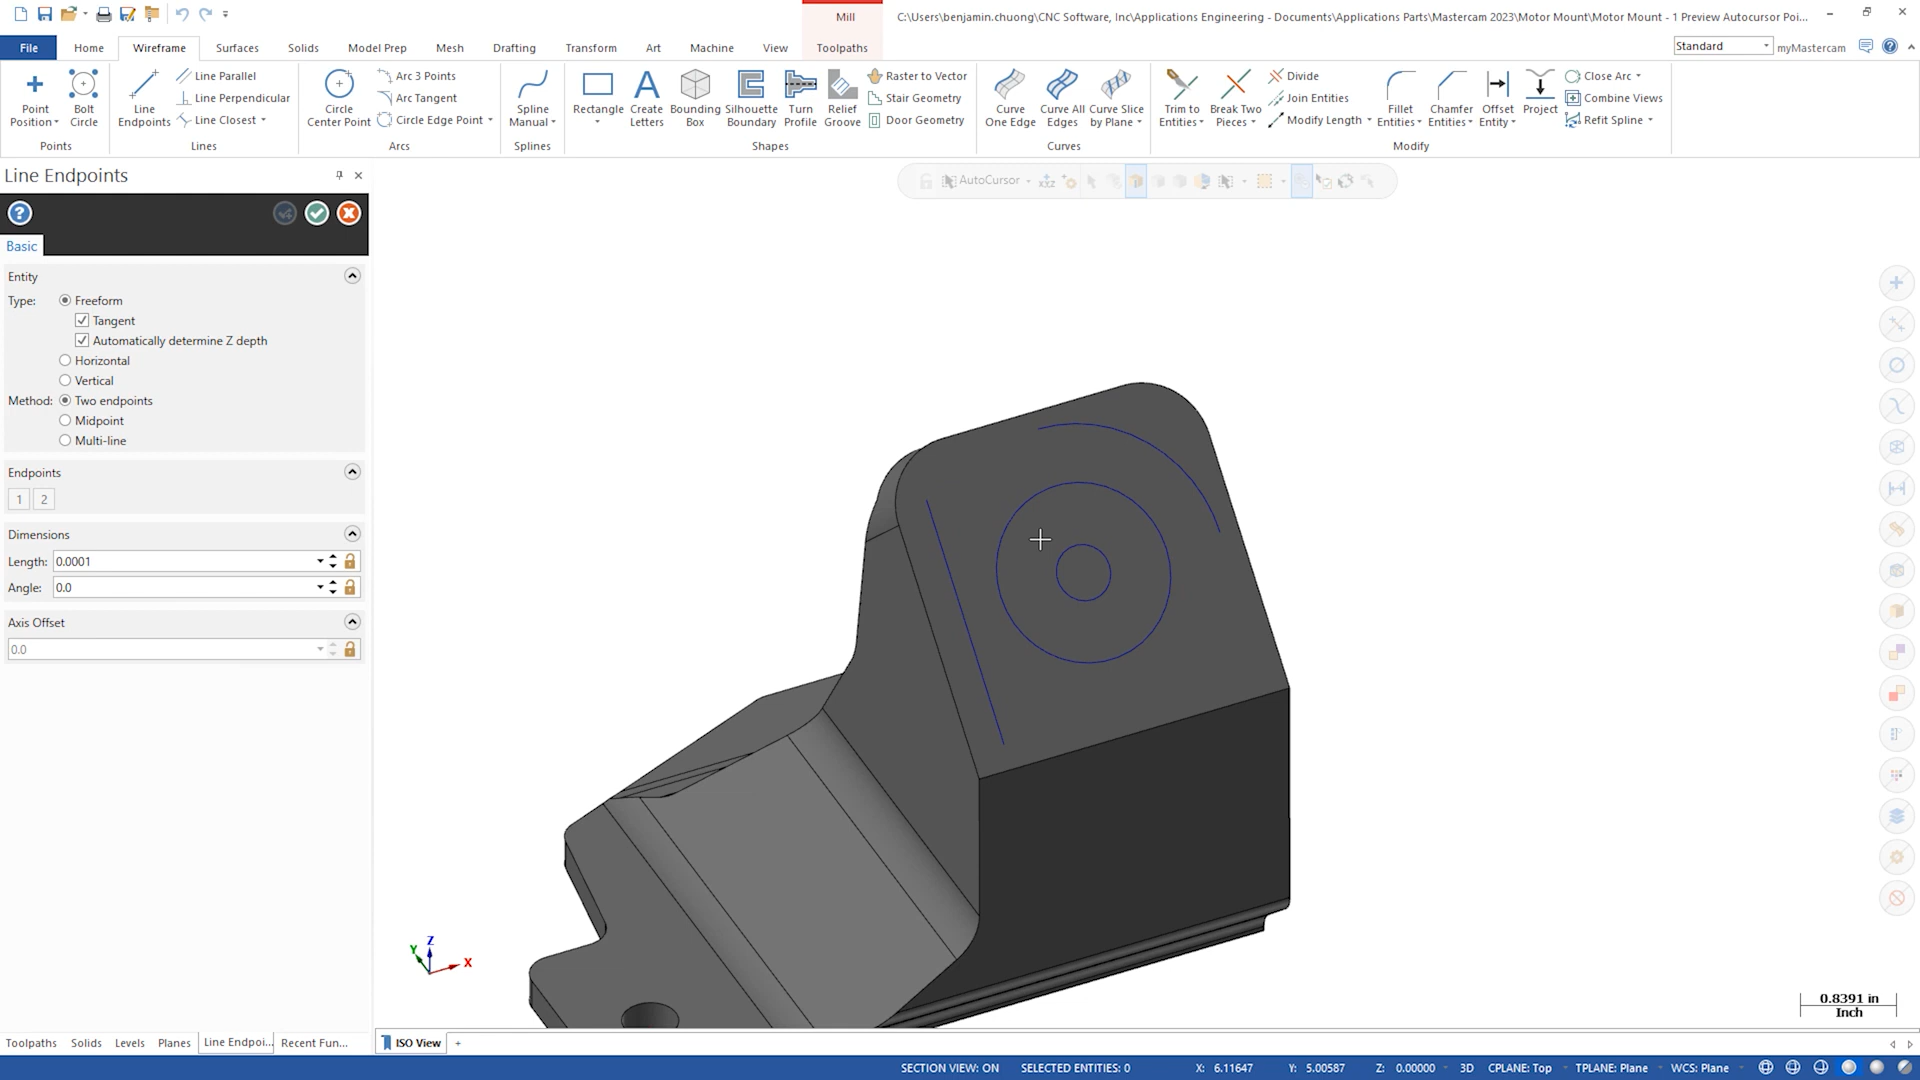 Mill
C:\Users\benjamin.chuong\CNC Software, Inc\Applications Engineering - Documents\Applications Parts\Mastercam 2023\Motor Mount\Motor Mount - 1 Preview Autocursor Poi...
File Home Wireframe Surfaces Solids Model Prep Mesh Drafting Transform Art Machine View Toolpaths
Standard myMastercam
Point Position
Bolt Circle
Points
Line Endpoints
Line Parallel
Line Perpendicular
Line Closest
Lines
Circle Center Point
Arc 3 Points
Arc Tangent
Circle Edge Point
Arcs
Spline Manual
Splines
Rectangle
Create Letters
Bounding Box
Silhouette Boundary
Turn Profile
Relief Groove
Raster to Vector
Stair Geometry
Door Geometry
Shapes
Curve One Edge
Curve All Edges
Curve Slice by Plane
Curves
Trim to Entities
Break Two Pieces
Divide
Join Entities
Modify Length
Fillet Entities
Chamfer Entities
Offset Entity
Project
Close Arc
Combine Views
Refit Spline
Modify
Line Endpoints
AutoCursor
Basic
Entity
Type: Freeform
Tangent
Automatically determine Z depth
Horizontal
Vertical
Method: Two endpoints
Midpoint
Multi-line
Endpoints
1 2
Dimensions
Length: 0.0001
Angle: 0.0
Axis Offset
0.0
Z
Y
X
0.8391 in
Inch
Toolpaths Solids Levels Planes Line Endpoi... Recent Fun...
ISO View +
SECTION VIEW: ON SELECTED ENTITIES: 0 X: 6.11647 Y: 5.00587 Z: 0.00000 3D CPLANE: Top TPLANE: Plane WCS: Plane